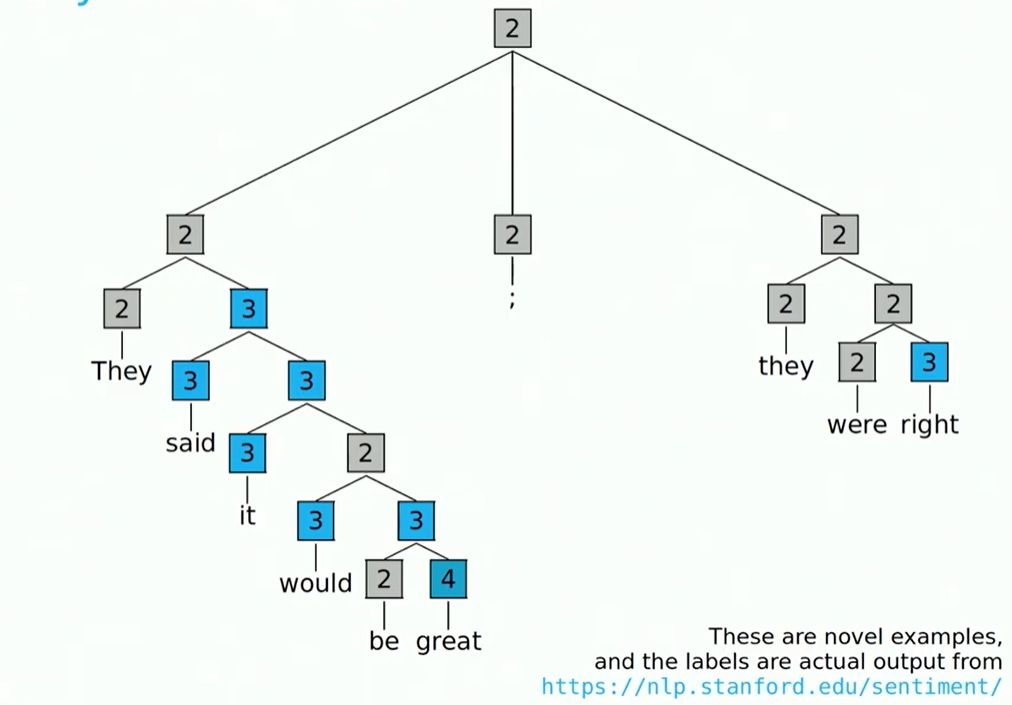 2
2 2 2
2 3 ; 2 2
They 3 3 they 2 3
said 3 2 were right
it 3 3
would 2 4
be great
These are novel examples,
and the labels are actual output from
https://nlp.stanford.edu/sentiment/